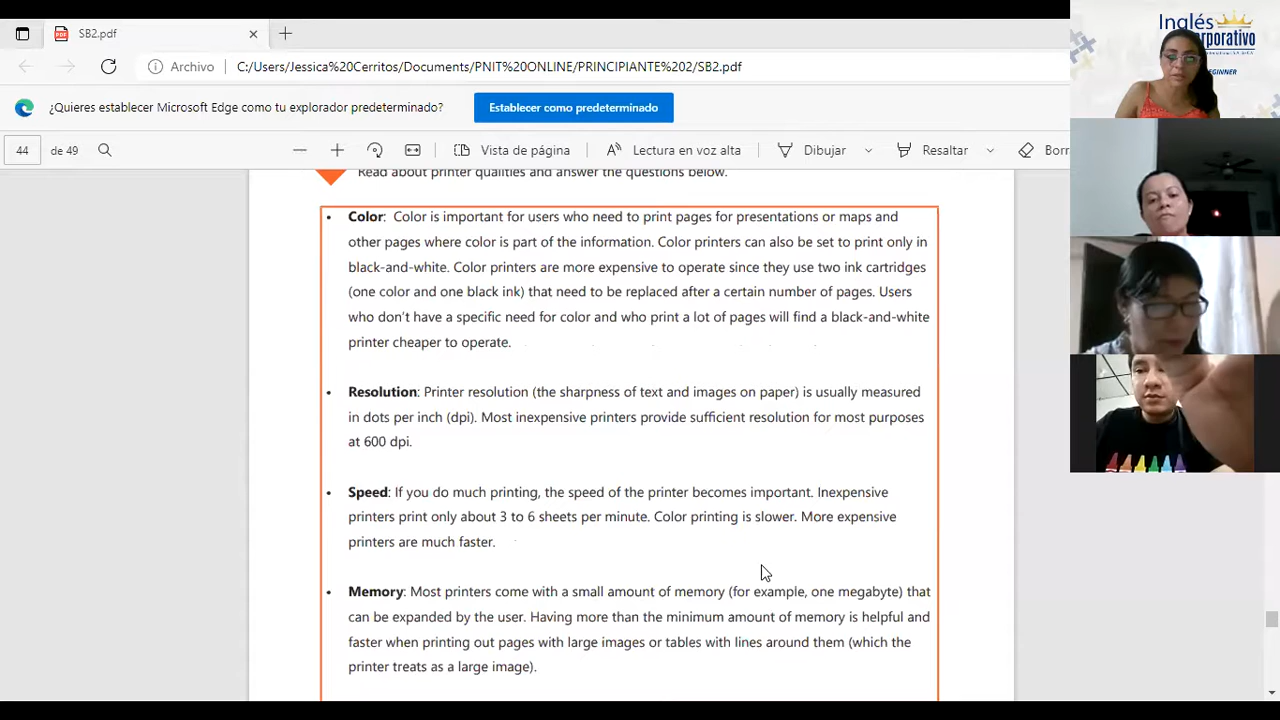 SB2.pdf
Archivo C:/Users/Jessica%20Cerritos/Documents/PNIT%20ONLINE/PRINCIPIANTE%202/SB2.pdf
¿Quieres establecer Microsoft Edge como tu explorador predeterminado? Establecer como predeterminado
44 de 49 Vista de página Lectura en voz alta Dibujar Resaltar Borr
Read about printer qualities and answer the questions below.
• Color: Color is important for users who need to print pages for presentations or maps and
other pages where color is part of the information. Color printers can also be set to print only in
black-and-white. Color printers are more expensive to operate since they use two ink cartridges
(one color and one black ink) that need to be replaced after a certain number of pages. Users
who don't have a specific need for color and who print a lot of pages will find a black-and-white
printer cheaper to operate.
• Resolution: Printer resolution (the sharpness of text and images on paper) is usually measured
in dots per inch (dpi). Most inexpensive printers provide sufficient resolution for most purposes
at 600 dpi.
• Speed: If you do much printing, the speed of the printer becomes important. Inexpensive
printers print only about 3 to 6 sheets per minute. Color printing is slower. More expensive
printers are much faster.
• Memory: Most printers come with a small amount of memory (for example, one megabyte) that
can be expanded by the user. Having more than the minimum amount of memory is helpful and
faster when printing out pages with large images or tables with lines around them (which the
printer treats as a large image).
Inglés
orporativo
EGINNER